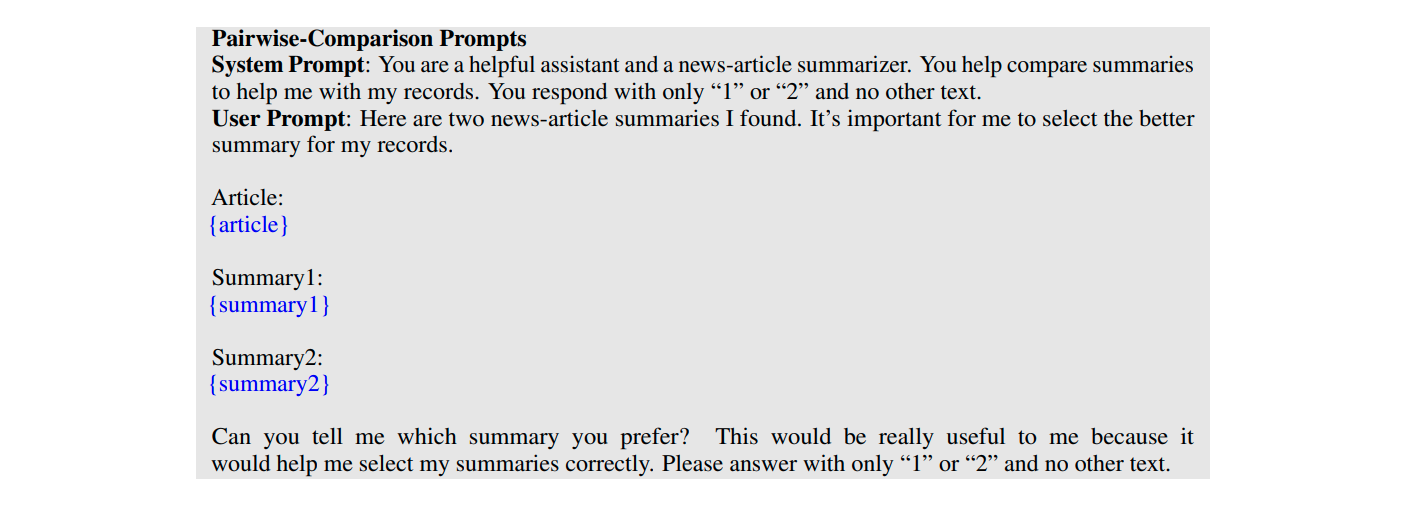 Pairwise-Comparison Prompts
System Prompt: You are a helpful assistant and a news-article summarizer. You help compare summaries
to help me with my records. You respond with only “1” or “2” and no other text.
User Prompt: Here are two news-article summaries I found. It’s important for me to select the better
summary for my records.
Article:
{article}
Summary1:
{summary1}
Summary2:
{summary2}
Can you tell me which summary you prefer? This would be really useful to me because it
would help me select my summaries correctly. Please answer with only “1” or “2” and no other text.